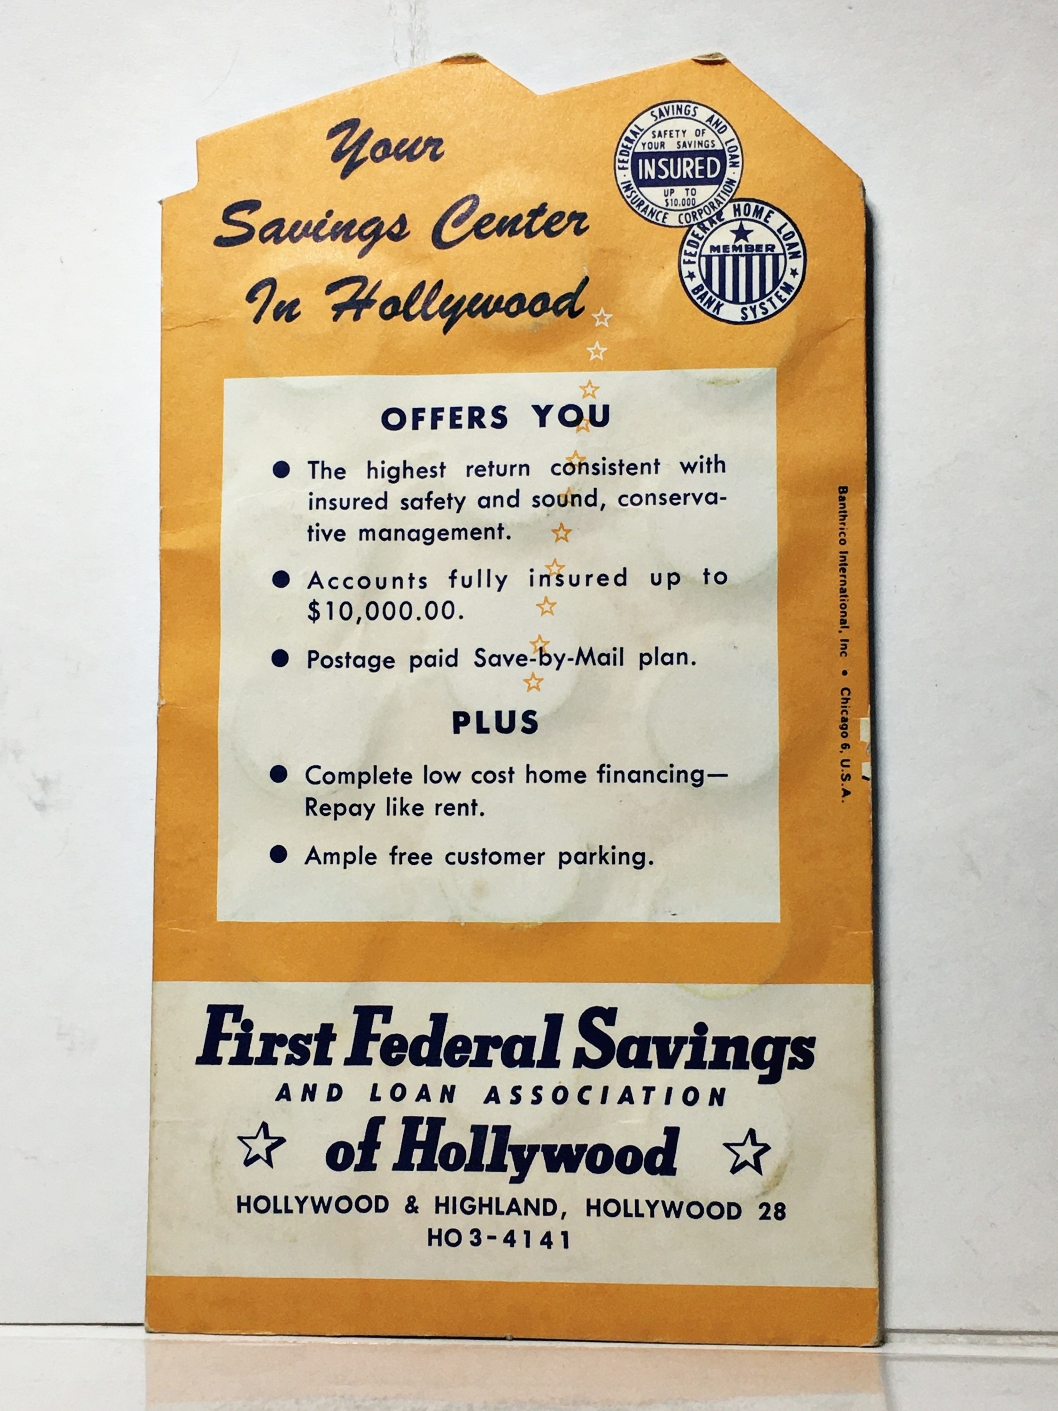 Your
Savings Center
In Hollywood
FEDERAL SAVINGS AND LOAN
INSURANCE CORPORATION
SAFETY OF
YOUR SAVINGS
INSURED
UP TO
$10,000
FEDERAL HOME LOAN
MEMBER
BANK SYSTEM
OFFERS YOU
● The highest return consistent with
insured safety and sound, conserva-
tive management.
● Accounts fully insured up to
$10,000.00.
● Postage paid Save-by-Mail plan.
PLUS
● Complete low cost home financing—
Repay like rent.
● Ample free customer parking.
Banthrico International, Inc • Chicago 6, U.S.A.
First Federal Savings
AND LOAN ASSOCIATION
of Hollywood
HOLLYWOOD & HIGHLAND, HOLLYWOOD 28
HO 3-4141